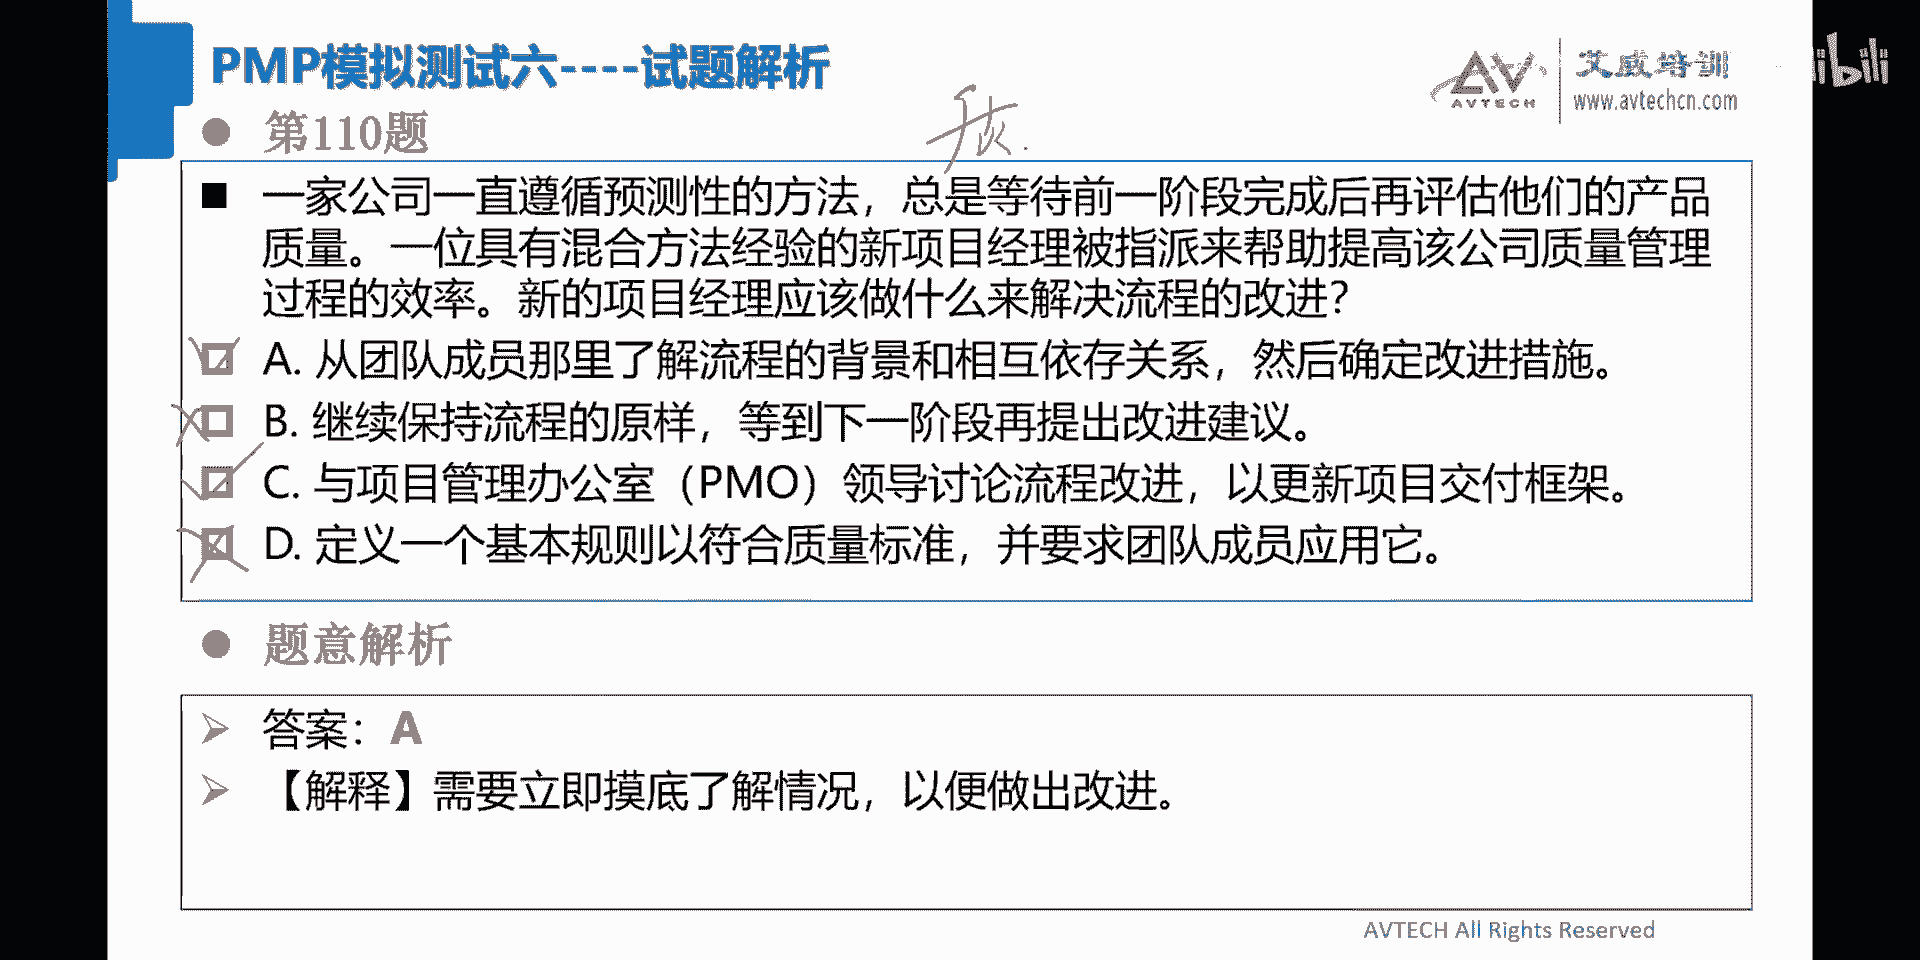 PMP模拟测试六----试题解析
AVTECH
艾威培训
www.avtechcn.com
libili
第110题
一家公司一直遵循预测性的方法，总是等待前一阶段完成后再评估他们的产品
质量。一位具有混合方法经验的新项目经理被指派来帮助提高该公司质量管理
过程的效率。新的项目经理应该做什么来解决流程的改进？
A. 从团队成员那里了解流程的背景和相互依存关系，然后确定改进措施。
B. 继续保持流程的原样，等到下一阶段再提出改进建议。
C. 与项目管理办公室（PMO）领导讨论流程改进，以更新项目交付框架。
D. 定义一个基本规则以符合质量标准，并要求团队成员应用它。
题意解析
答案：A
【解释】需要立即摸底了解情况，以便做出改进。
AVTECH All Rights Reserved